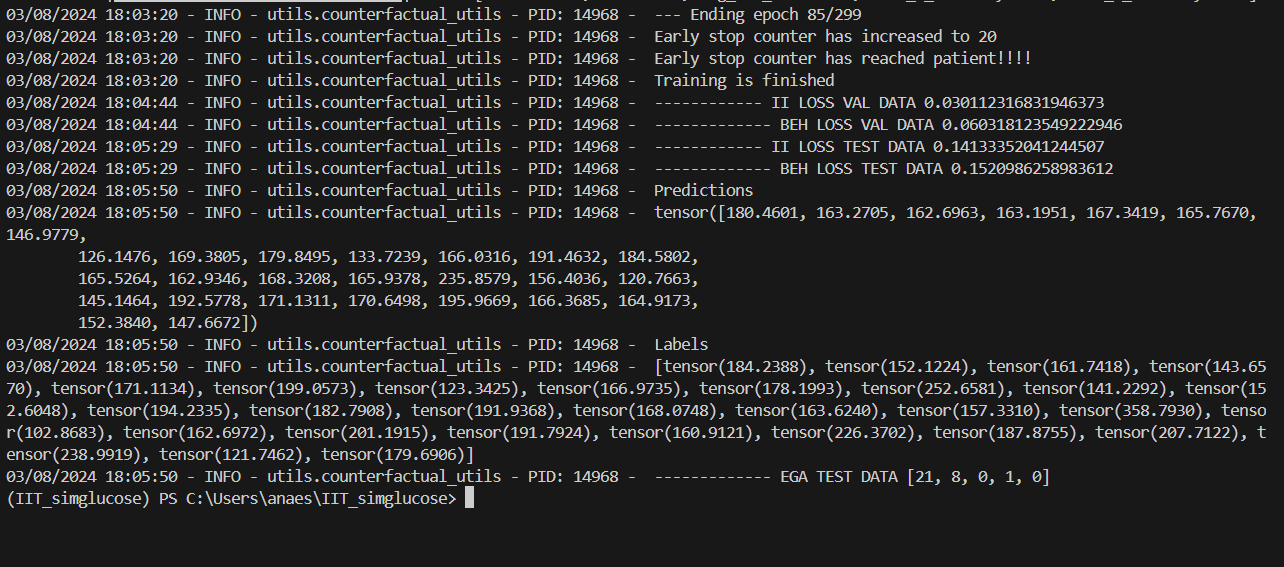 03/08/2024 18:03:20 - INFO - utils.counterfactual_utils - PID: 14968 -  --- Ending epoch 85/299
03/08/2024 18:03:20 - INFO - utils.counterfactual_utils - PID: 14968 -  Early stop counter has increased to 20
03/08/2024 18:03:20 - INFO - utils.counterfactual_utils - PID: 14968 -  Early stop counter has reached patient!!!!
03/08/2024 18:03:20 - INFO - utils.counterfactual_utils - PID: 14968 -  Training is finished
03/08/2024 18:04:44 - INFO - utils.counterfactual_utils - PID: 14968 -  ------------ II LOSS VAL DATA 0.030112316831946373
03/08/2024 18:04:44 - INFO - utils.counterfactual_utils - PID: 14968 -  ------------- BEH LOSS VAL DATA 0.060318123549222946
03/08/2024 18:05:29 - INFO - utils.counterfactual_utils - PID: 14968 -  ------------ II LOSS TEST DATA 0.14133352041244507
03/08/2024 18:05:29 - INFO - utils.counterfactual_utils - PID: 14968 -  ------------- BEH LOSS TEST DATA 0.1520986258983612
03/08/2024 18:05:50 - INFO - utils.counterfactual_utils - PID: 14968 -  Predictions
03/08/2024 18:05:50 - INFO - utils.counterfactual_utils - PID: 14968 -  tensor([180.4601, 163.2705, 162.6963, 163.1951, 167.3419, 165.7670,
146.9779,
126.1476, 169.3805, 179.8495, 133.7239, 166.0316, 191.4632, 184.5802,
165.5264, 162.9346, 168.3208, 165.9378, 235.8579, 156.4036, 120.7663,
145.1464, 192.5778, 171.1311, 170.6498, 195.9669, 166.3685, 164.9173,
152.3840, 147.6672])
03/08/2024 18:05:50 - INFO - utils.counterfactual_utils - PID: 14968 -  Labels
03/08/2024 18:05:50 - INFO - utils.counterfactual_utils - PID: 14968 -  [tensor(184.2388), tensor(152.1224), tensor(161.7418), tensor(143.65
70), tensor(171.1134), tensor(199.0573), tensor(123.3425), tensor(166.9735), tensor(178.1993), tensor(252.6581), tensor(141.2292), tensor(15
2.6048), tensor(194.2335), tensor(182.7908), tensor(191.9368), tensor(168.0748), tensor(163.6240), tensor(157.3310), tensor(358.7930), tenso
r(102.8683), tensor(162.6972), tensor(201.1915), tensor(191.7924), tensor(160.9121), tensor(226.3702), tensor(187.8755), tensor(207.7122), t
ensor(238.9919), tensor(121.7462), tensor(179.6906)]
03/08/2024 18:05:50 - INFO - utils.counterfactual_utils - PID: 14968 -  ------------- EGA TEST DATA [21, 8, 0, 1, 0]
(IIT_simglucose) PS C:\Users\anaes\IIT_simglucose>